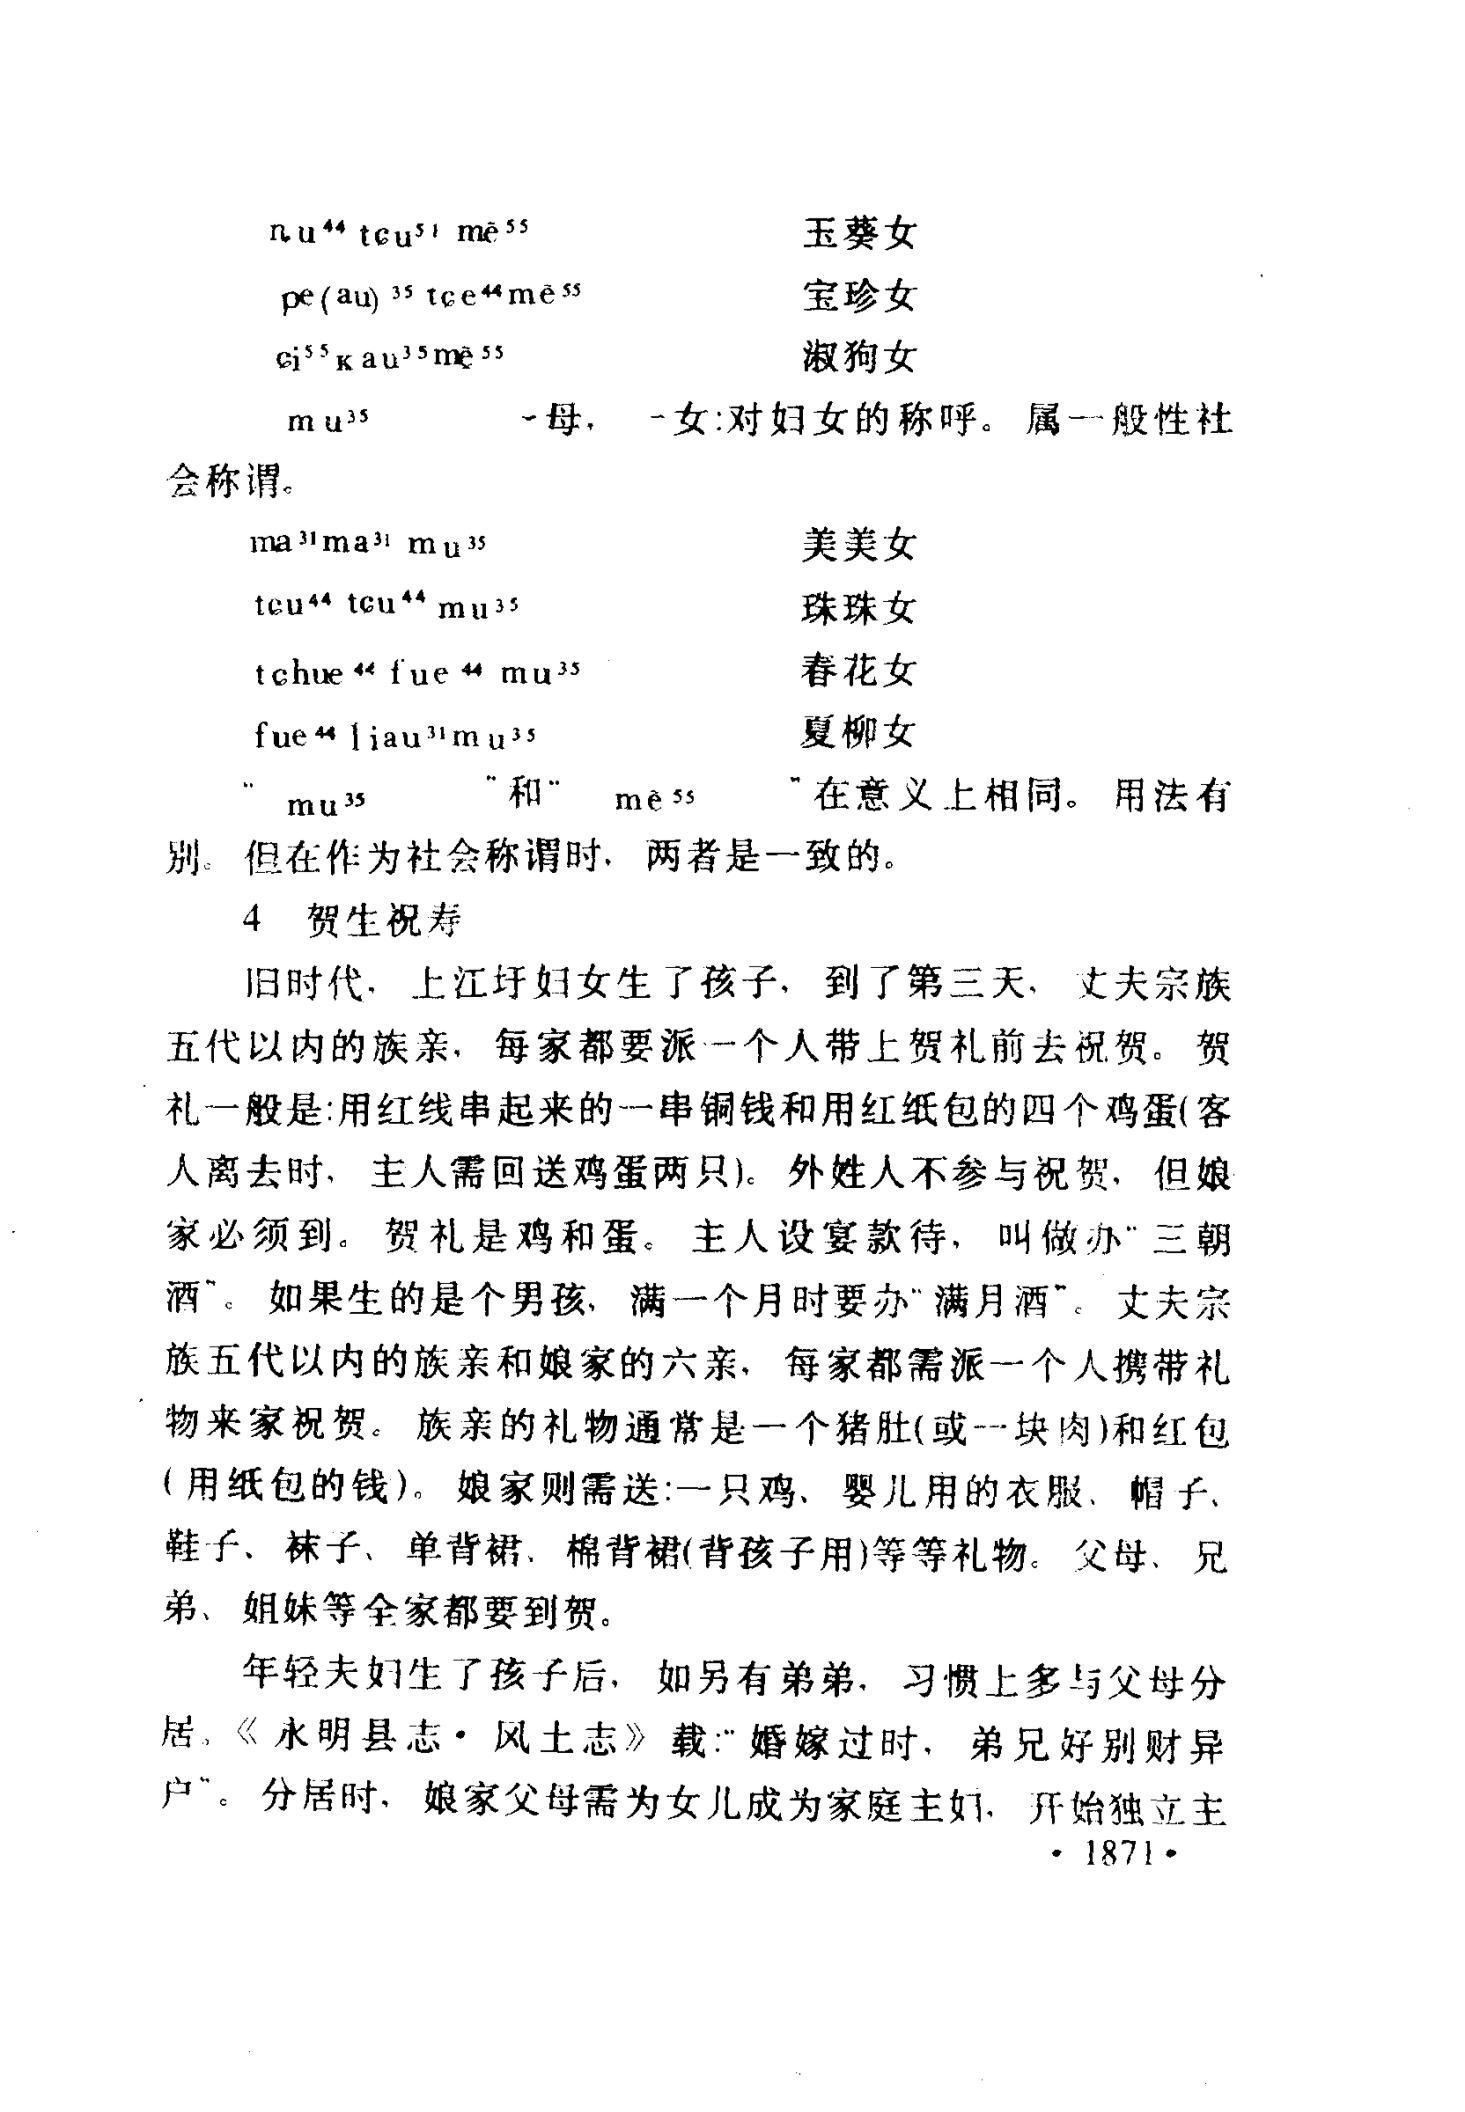 ȵu⁴⁴ tɕu⁵¹ mẽ⁵⁵ 玉葵女
pe(au)³⁵ tɕe⁴⁴mẽ⁵⁵ 宝珍女
ɕi⁵⁵ kau³⁵mẽ⁵⁵ 淑狗女
mu³⁵ -母， -女:对妇女的称呼。属一般性社
会称谓。
ma³¹ma³¹ mu³⁵ 美美女
tɕu⁴⁴ tɕu⁴⁴ mu³⁵ 珠珠女
tɕhue⁴⁴ fue⁴⁴ mu³⁵ 春花女
fue⁴⁴ liau³¹mu³⁵ 夏柳女
“ mu³⁵ ”和“ mẽ⁵⁵ ”在意义上相同。用法有
别。但在作为社会称谓时，两者是一致的。
4 贺生祝寿
旧时代，上江圩妇女生了孩子，到了第三天，丈夫宗族
五代以内的族亲，每家都要派一个人带上贺礼前去祝贺。贺
礼一般是:用红线串起来的一串铜钱和用红纸包的四个鸡蛋(客
人离去时，主人需回送鸡蛋两只)。外姓人不参与祝贺，但娘
家必须到。贺礼是鸡和蛋。主人设宴款待，叫做办“三朝
酒”。如果生的是个男孩，满一个月时要办“满月酒”。丈夫宗
族五代以内的族亲和娘家的六亲，每家都需派一个人携带礼
物来家祝贺。族亲的礼物通常是一个猪肚(或一块肉)和红包
(用纸包的钱)。娘家则需送:一只鸡、婴儿用的衣服、帽子、
鞋子、袜子、单背裙、棉背裙(背孩子用)等等礼物。父母、兄
弟、姐妹等全家都要到贺。
年轻夫妇生了孩子后，如另有弟弟，习惯上多与父母分
居。《永明县志·风土志》载:“婚嫁过时，弟兄好别财异
户”。分居时，娘家父母需为女儿成为家庭主妇，开始独立主
·1871·